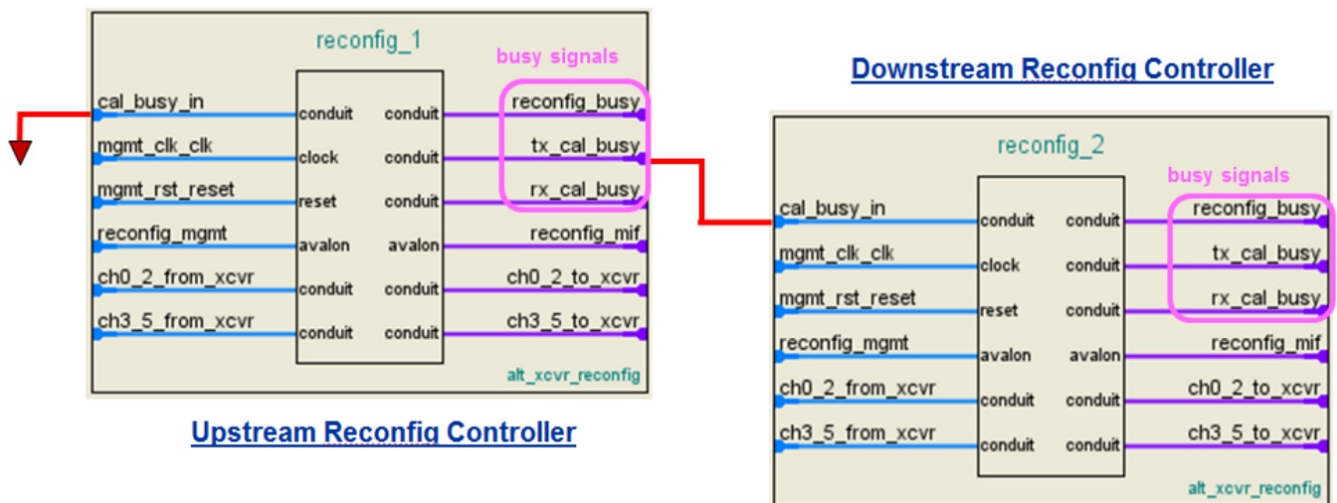 reconfig_1
busy signals
cal_busy_in
conduit
conduit
reconfig_busy
mgmt_clk_clk
clock
conduit
tx_cal_busy
mgmt_rst_reset
reset
conduit
rx_cal_busy
reconfig_mgmt
avalon
avalon
reconfig_mif
ch0_2_from_xcvr
conduit
conduit
ch0_2_to_xcvr
ch3_5_from_xcvr
conduit
conduit
ch3_5_to_xcvr
alt_xcvr_reconfig
Upstream Reconfig Controller
Downstream Reconfig Controller
reconfig_2
busy signals
cal_busy_in
conduit
conduit
reconfig_busy
mgmt_clk_clk
clock
conduit
tx_cal_busy
mgmt_rst_reset
reset
conduit
rx_cal_busy
reconfig_mgmt
avalon
avalon
reconfig_mif
ch0_2_from_xcvr
conduit
conduit
ch0_2_to_xcvr
ch3_5_from_xcvr
conduit
conduit
ch3_5_to_xcvr
alt_xcvr_reconfig